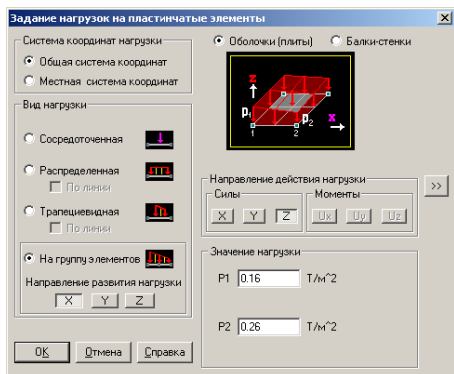 Задание нагрузок на пластинчатые элементы
Система координат нагрузки
Общая система координат
Местная система координат
Вид нагрузки
Сосредоточенная
Распределенная
По линии
Трапециевидная
По линии
На группу элементов
Направление развития нагрузки
X Y Z
OK Отмена Справка
Оболочки (плиты) Балки-стенки
z
p1
p2 x
1 2
Направление действия нагрузки
Силы Моменты
X Y Z Ux Uy Uz
>>
Значение нагрузки
P1 0.16 Т/м^2
P2 0.26 Т/м^2